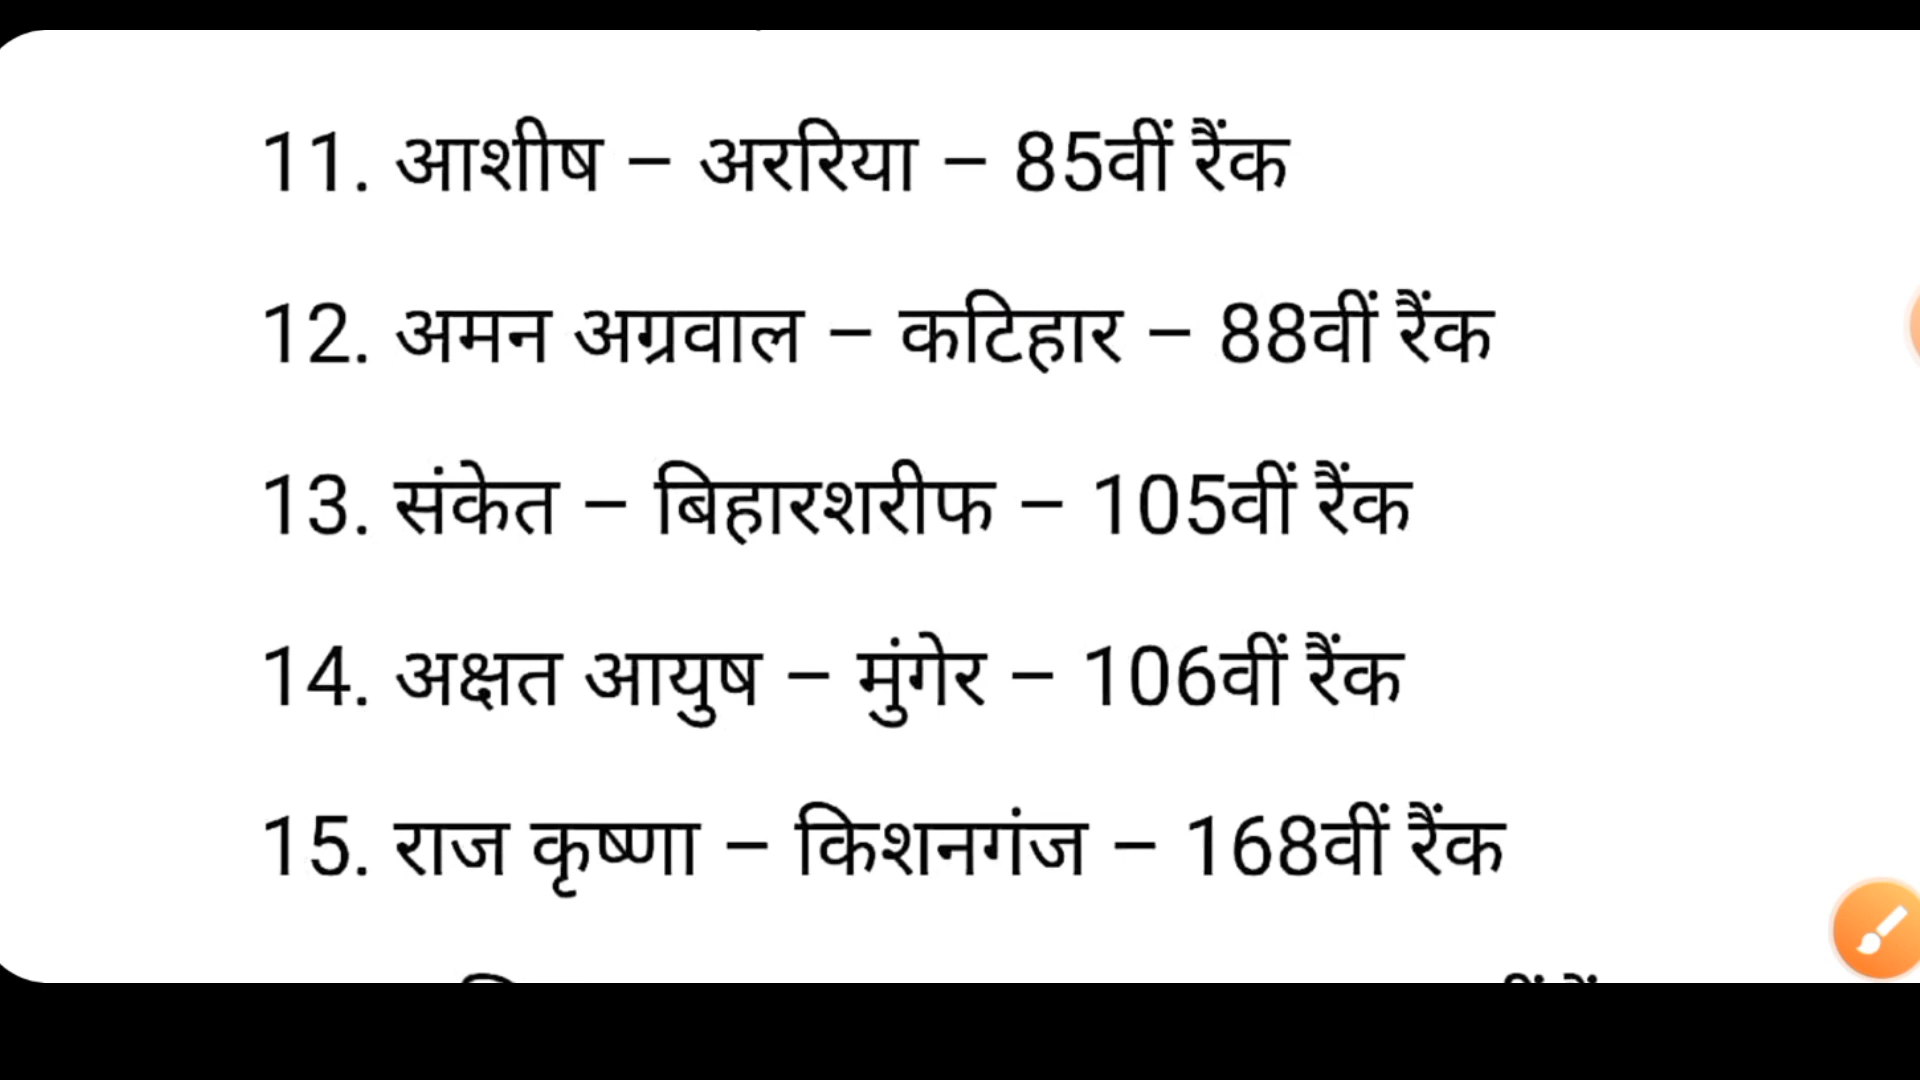 11. आशीष – अररिया – 85वीं रैंक
12. अमन अग्रवाल – कटिहार – 88वीं रैंक
13. संकेत – बिहारशरीफ – 105वीं रैंक
14. अक्षत आयुष – मुंगेर – 106वीं रैंक
15. राज कृष्णा – किशनगंज – 168वीं रैंक